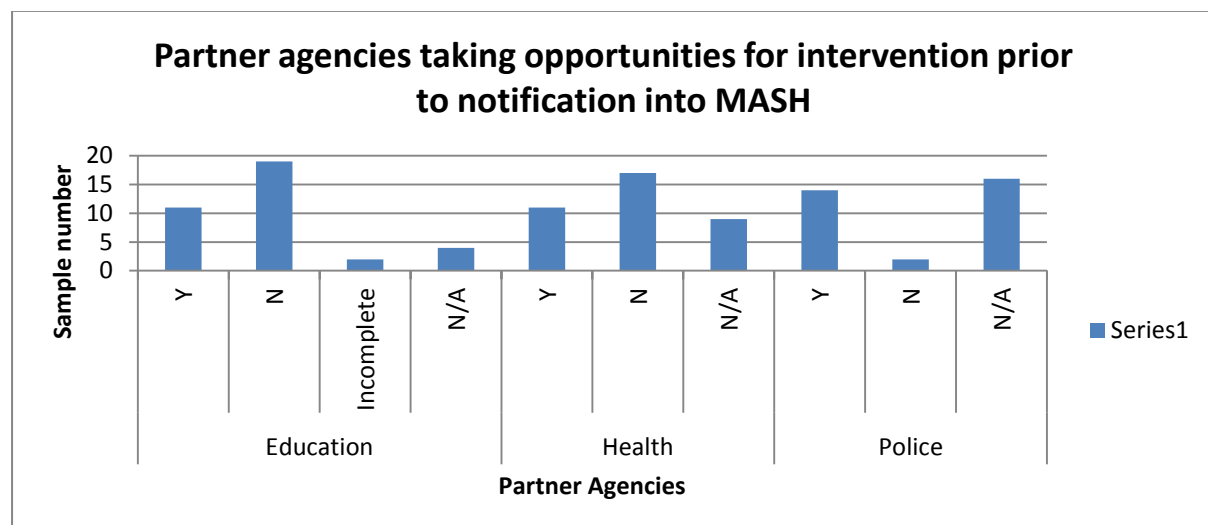 Partner agencies taking opportunities for intervention prior
to notification into MASH
Sample number
20
15
10
5
0
Y
N
Incomplete
N/A
Y
N
N/A
Y
N
N/A
Education
Health
Police
Partner Agencies
Series1